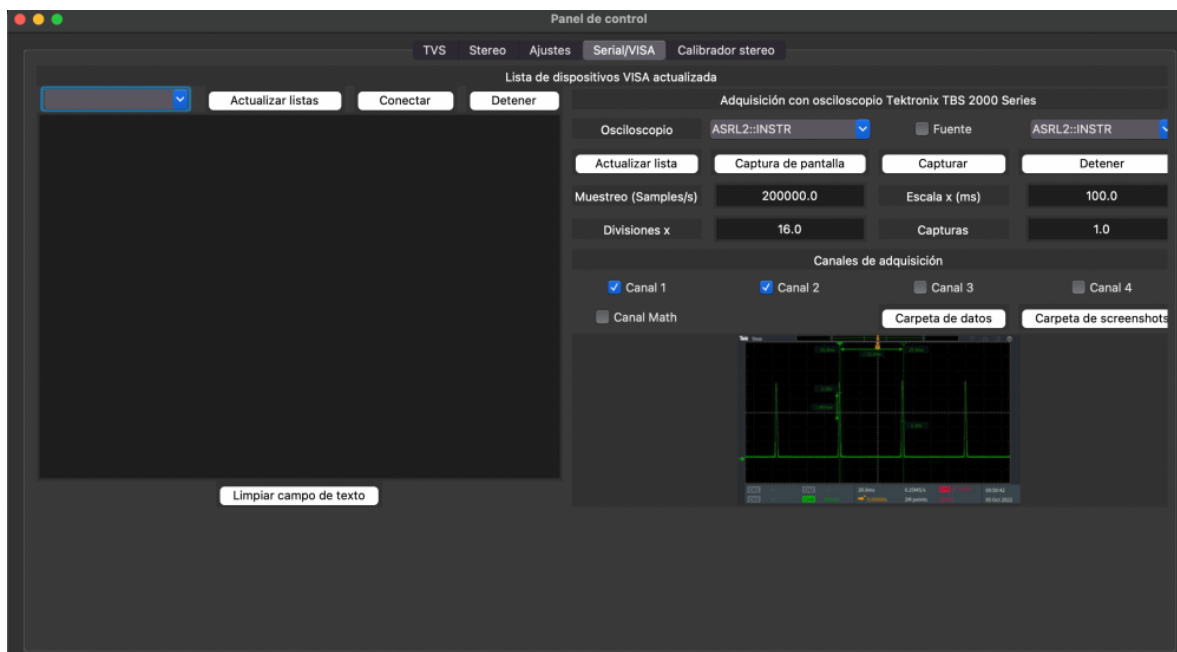 Panel de control
TVS Stereo Ajustes Serial/VISA Calibrador stereo
Lista de dispositivos VISA actualizada
Actualizar listas Conectar Detener
Adquisición con osciloscopio Tektronix TBS 2000 Series
Osciloscopio ASRL2::INSTR Fuente ASRL2::INSTR
Actualizar lista Captura de pantalla Capturar Detener
Muestreo (Samples/s) 200000.0 Escala x (ms) 100.0
Divisiones x 16.0 Capturas 1.0
Canales de adquisición
Canal 1 Canal 2 Canal 3 Canal 4
Canal Math Carpeta de datos Carpeta de screenshots
Limpiar campo de texto